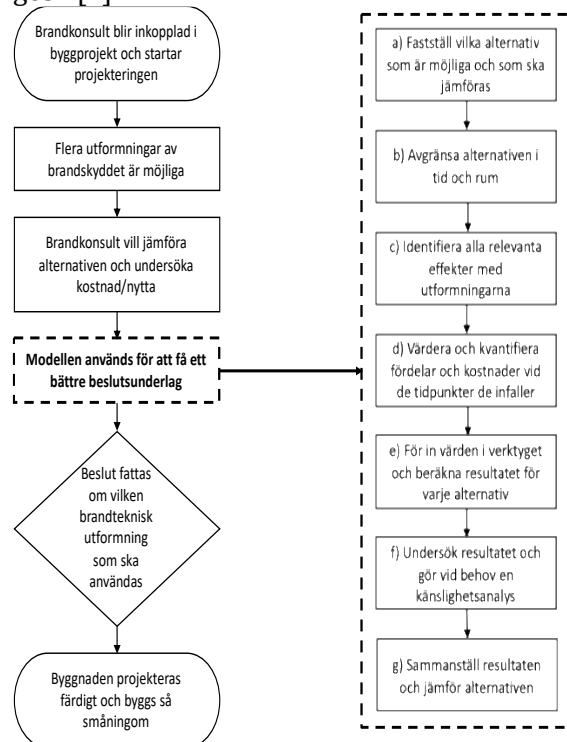 Brandkonsult blir inkopplad i
byggprojekt och startar
projekteringen
Flera utformningar av
brandskyddet är möjliga
Brandkonsult vill jämföra
alternativen och undersöka
kostnad/nytta
Modellen används för att få ett
bättre beslutsunderlag
Beslut fattas
om vilken
brandteknisk
utformning
som ska
användas
Byggnaden projekteras
färdigt och byggs så
småningom
a) Fastställ vilka alternativ
som är möjliga och som ska
jämföras
b) Avgränsa alternativen i
tid och rum
c) Identifiera alla relevanta
effekter med
utformningarna
d) Värdera och kvantifiera
fördelar och kostnader vid
de tidpunkter de infaller
e) För in värden i verktyget
och beräkna resultatet för
varje alternativ
f) Undersök resultatet och
gör vid behov en
känslighetsanalys
g) Sammanställ resultaten
och jämför alternativen